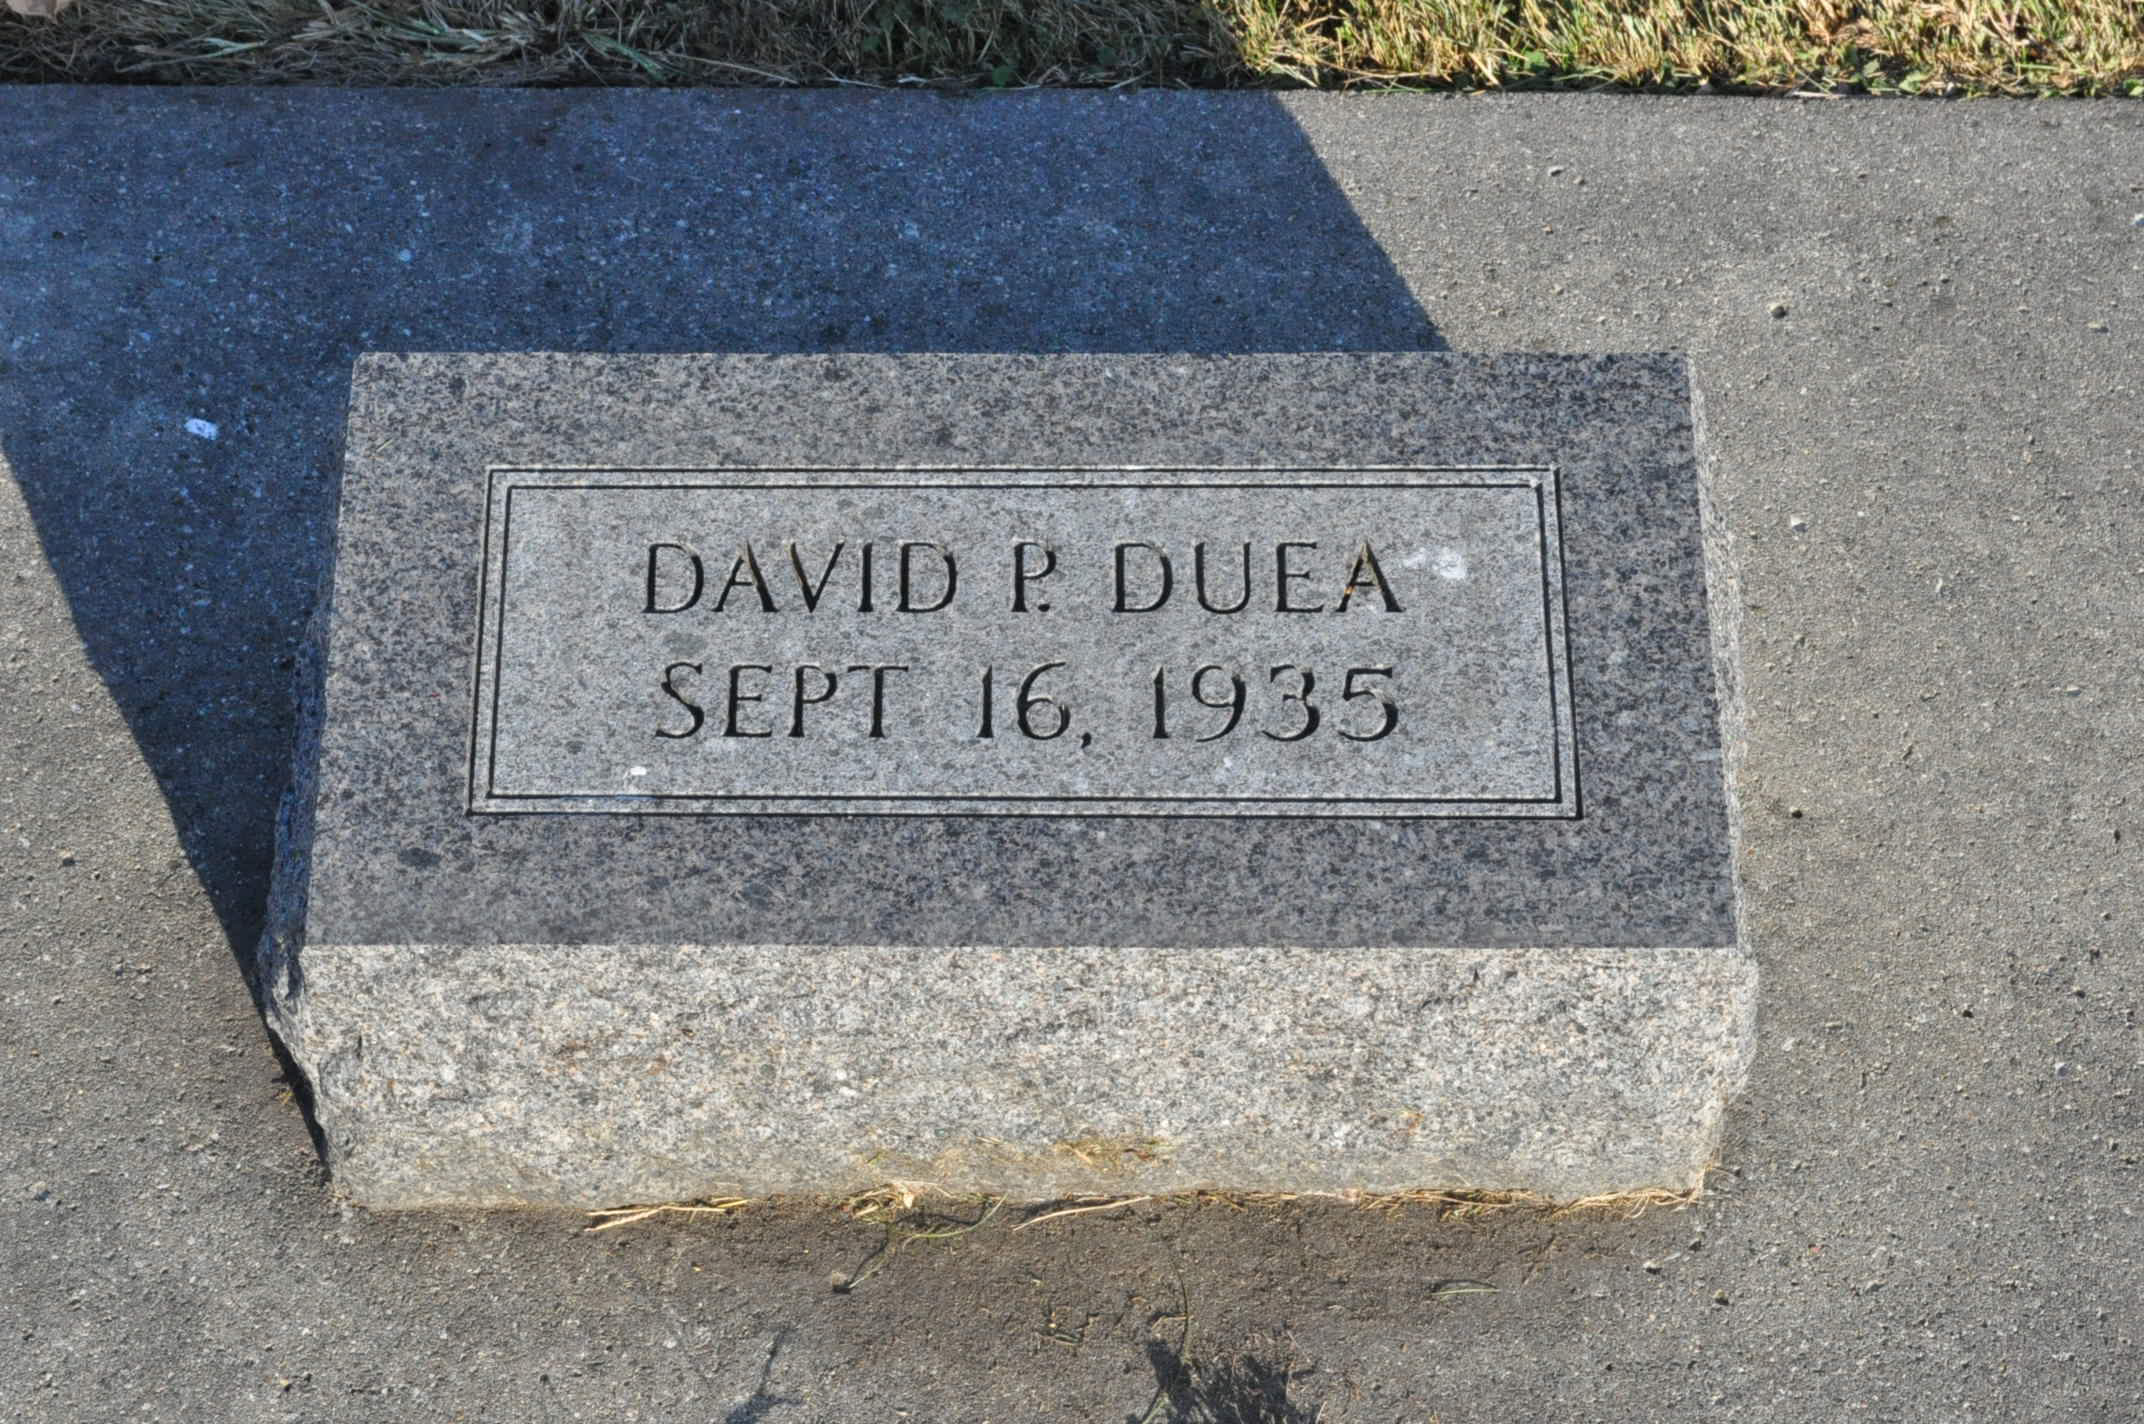 DAVID P. DUEA
SEPT 16, 1935